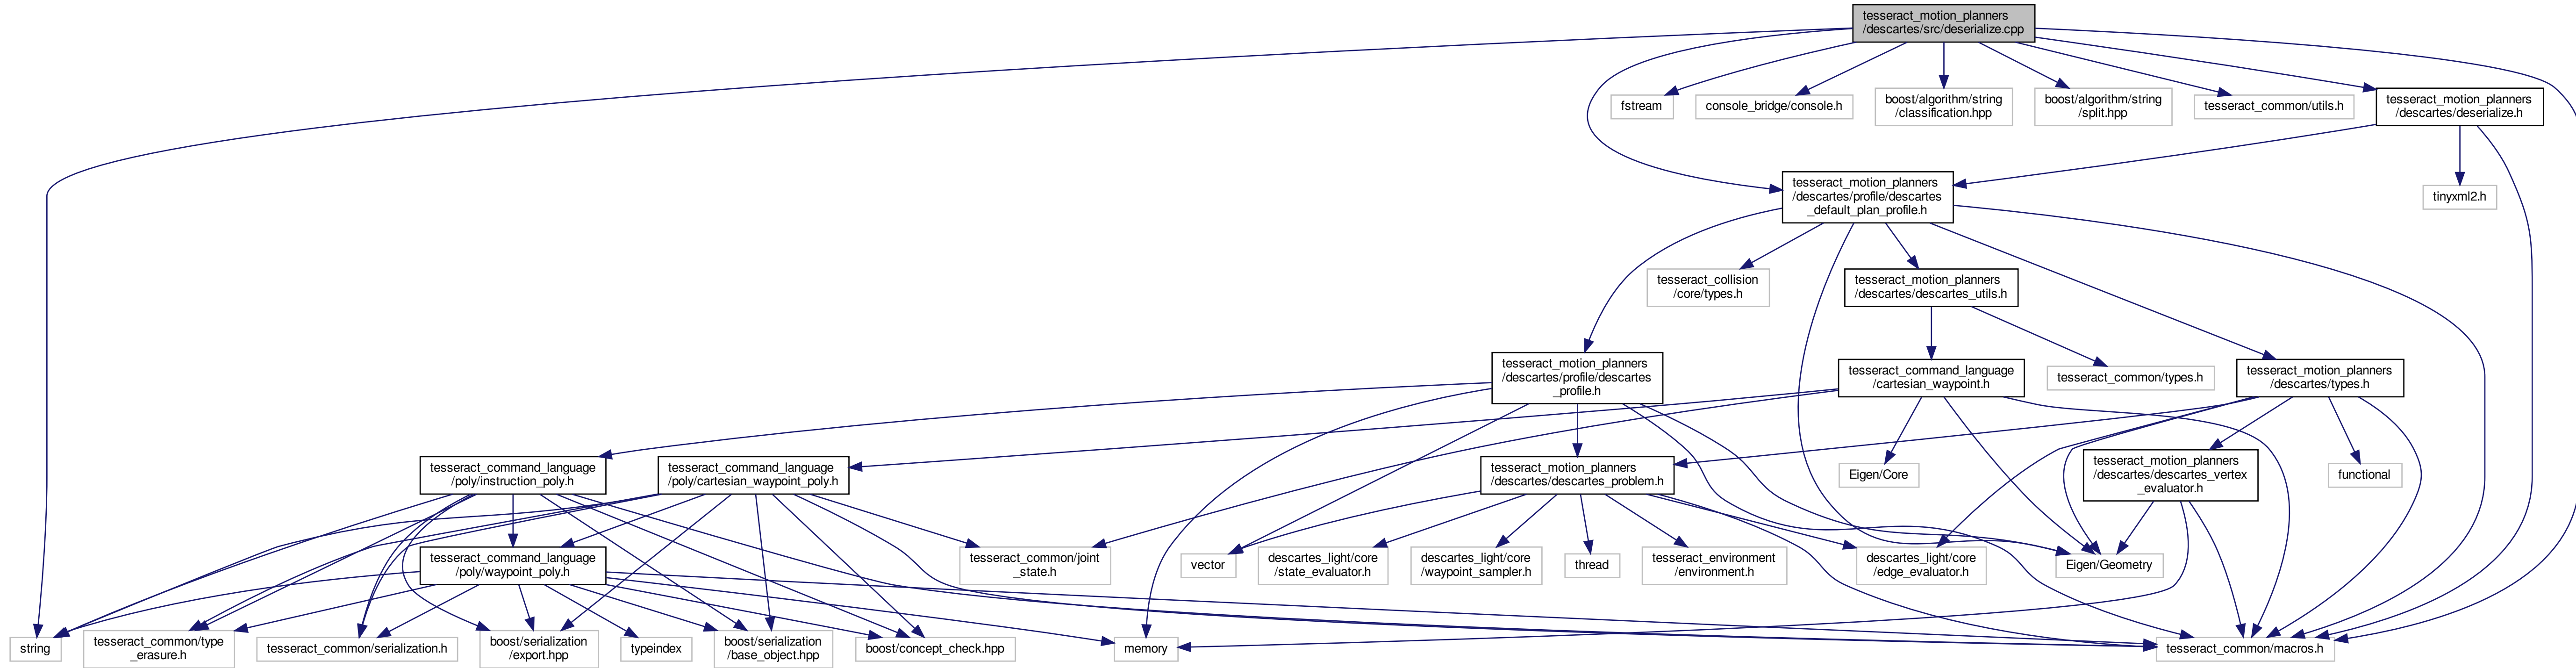 tesseract_motion_planners
/descartes/src/deserialize.cpp
fstream
console_bridge/console.h
boost/algorithm/string
/classification.hpp
boost/algorithm/string
/split.hpp
tesseract_common/utils.h
tesseract_motion_planners
/descartes/deserialize.h
tesseract_motion_planners
/descartes/profile/descartes
_default_plan_profile.h
tinyxml2.h
tesseract_collision
/core/types.h
tesseract_motion_planners
/descartes/descartes_utils.h
tesseract_motion_planners
/descartes/profile/descartes
_profile.h
tesseract_command_language
/cartesian_waypoint.h
tesseract_common/types.h
tesseract_motion_planners
/descartes/types.h
tesseract_command_language
/poly/instruction_poly.h
tesseract_command_language
/poly/cartesian_waypoint_poly.h
tesseract_motion_planners
/descartes/descartes_problem.h
Eigen/Core
tesseract_motion_planners
/descartes/descartes_vertex
_evaluator.h
functional
tesseract_command_language
/poly/waypoint_poly.h
tesseract_common/joint
_state.h
vector
descartes_light/core
/state_evaluator.h
descartes_light/core
/waypoint_sampler.h
thread
tesseract_environment
/environment.h
descartes_light/core
/edge_evaluator.h
Eigen/Geometry
string
tesseract_common/type
_erasure.h
tesseract_common/serialization.h
boost/serialization
/export.hpp
typeindex
boost/serialization
/base_object.hpp
boost/concept_check.hpp
memory
tesseract_common/macros.h